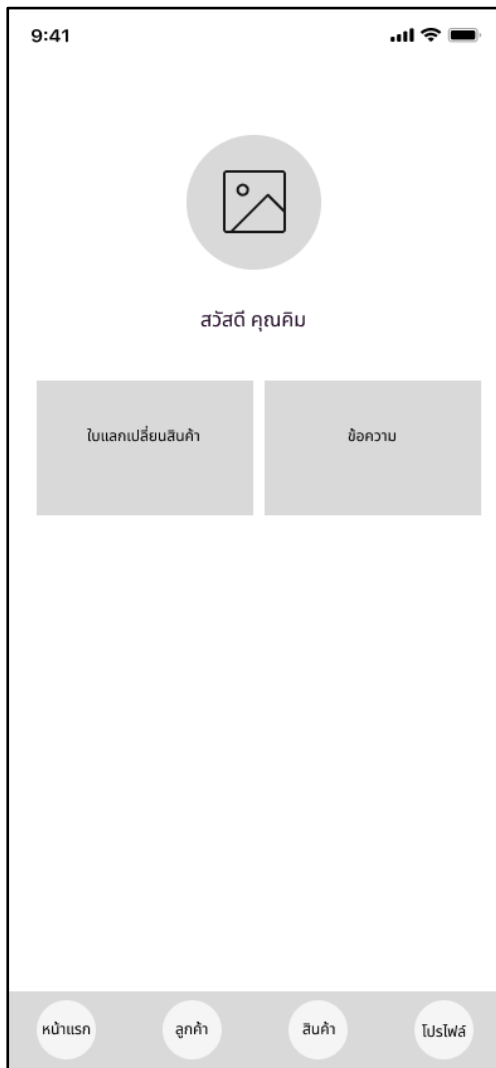 9:41
สวัสดี คุณคิม
ใบแลกเปลี่ยนสินค้า
ข้อความ
หน้าแรก
ลูกค้า
สินค้า
โปรไฟล์